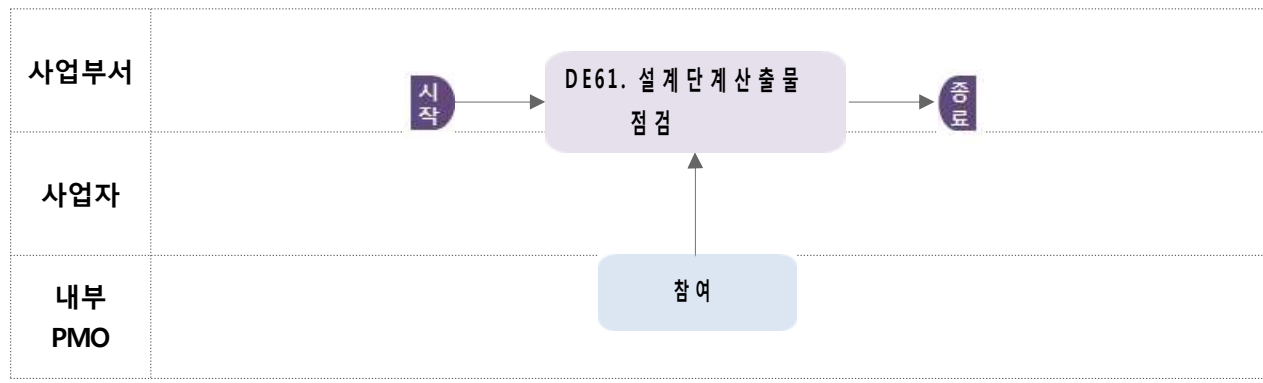 사업부서
시
작
DE61. 설계단계산출물
점검
종
료
사업자
내부
PMO
참여